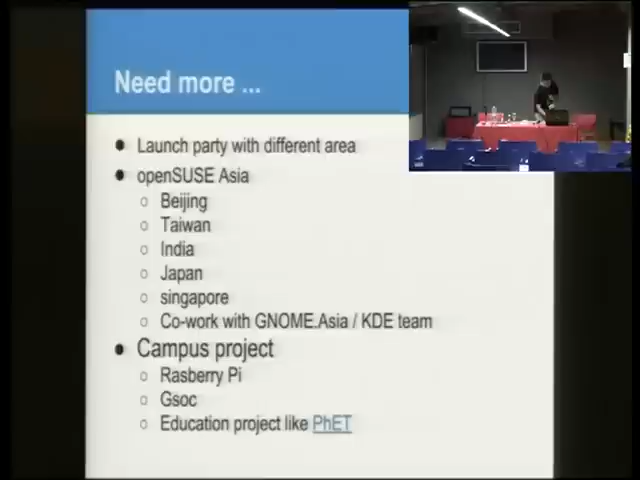 Need more ...
Launch party with different area
openSUSE Asia
Beijing
Taiwan
India
Japan
singapore
Co-work with GNOME.Asia / KDE team
Campus project
Rasberry Pi
Gsoc
Education project like PhET